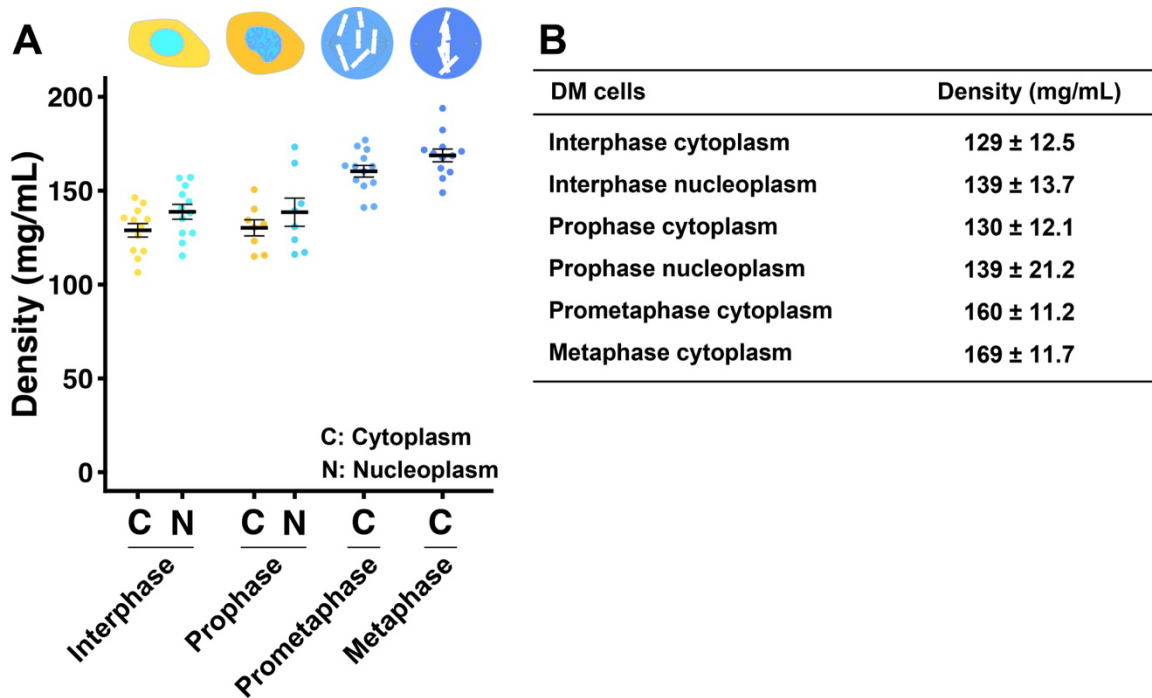 A
200
150
100
50
0
Density (mg/mL)
C: Cytoplasm
N: Nucleoplasm
C N C N C C
Interphase
Prophase
Prometaphase
Metaphase
B
DM cells Density (mg/mL)
Interphase cytoplasm 129 ± 12.5
Interphase nucleoplasm 139 ± 13.7
Prophase cytoplasm 130 ± 12.1
Prophase nucleoplasm 139 ± 21.2
Prometaphase cytoplasm 160 ± 11.2
Metaphase cytoplasm 169 ± 11.7